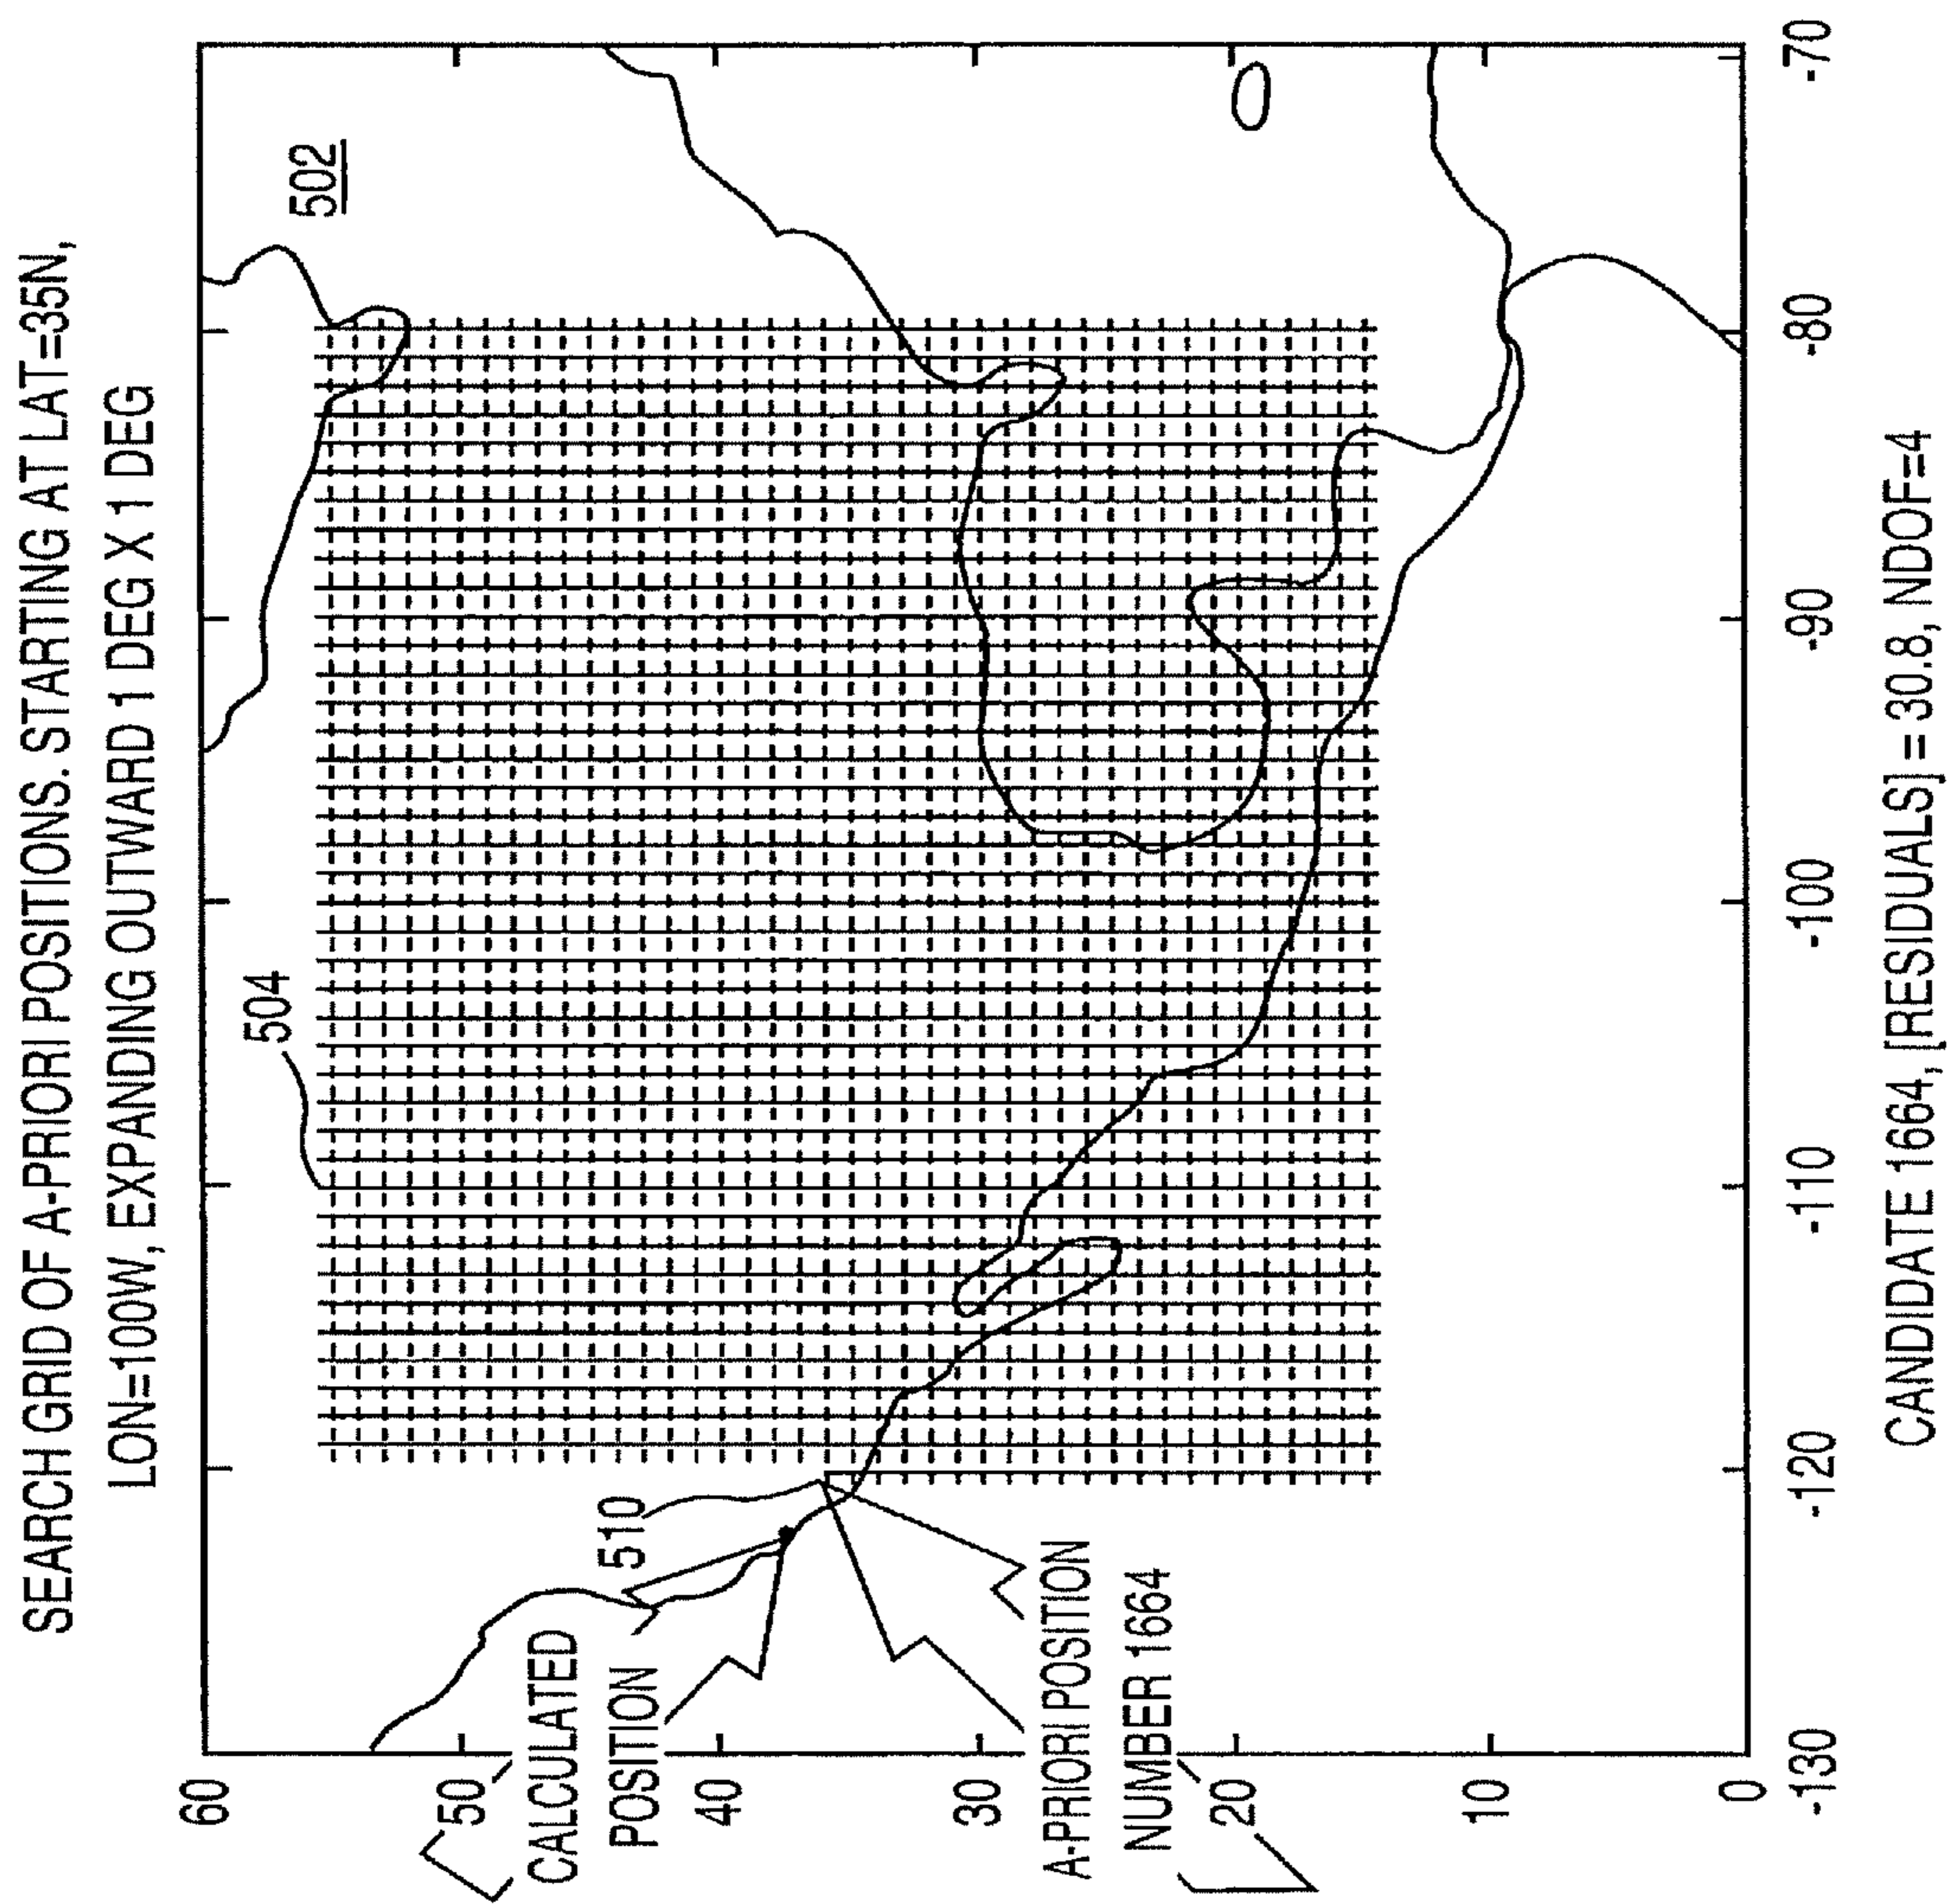 SEARCH GRID OF A-PRIORI POSITIONS. STARTING AT LAT=35N,
LON=100W, EXPANDING OUTWARD 1 DEG X 1 DEG
502
504
510
CALCULATED
POSITION
A-PRIORI POSITION
NUMBER 1664
60
50
40
30
20
10
0
-130
-120
-110
-100
-90
-80
-70
CANDIDATE 1664, [RESIDUALS] = 30.8, NDOF=4